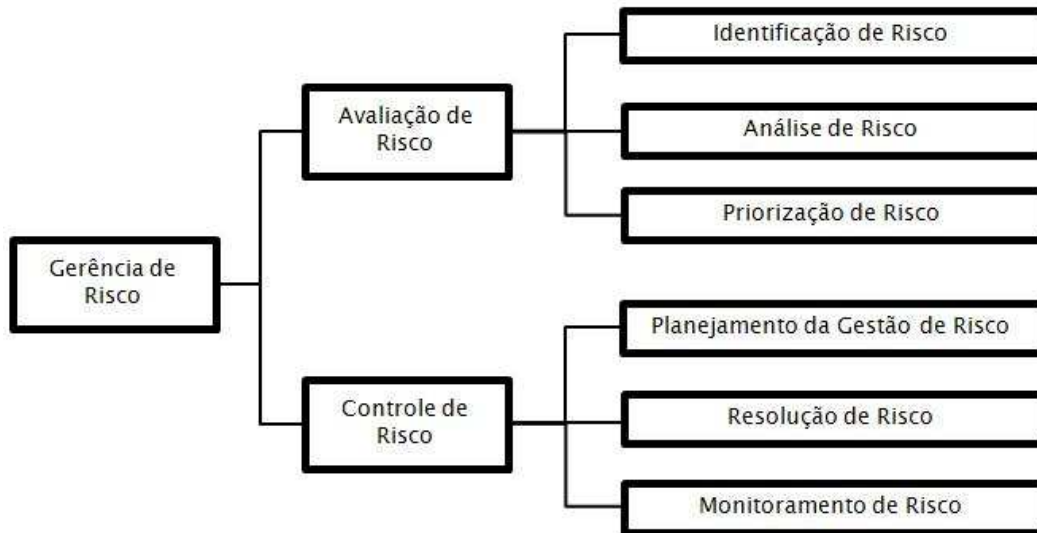 Identificação de Risco
Avaliação de
Risco
Análise de Risco
Priorização de Risco
Gerência de
Risco
Planejamento da Gestão de Risco
Controle de
Risco
Resolução de Risco
Monitoramento de Risco